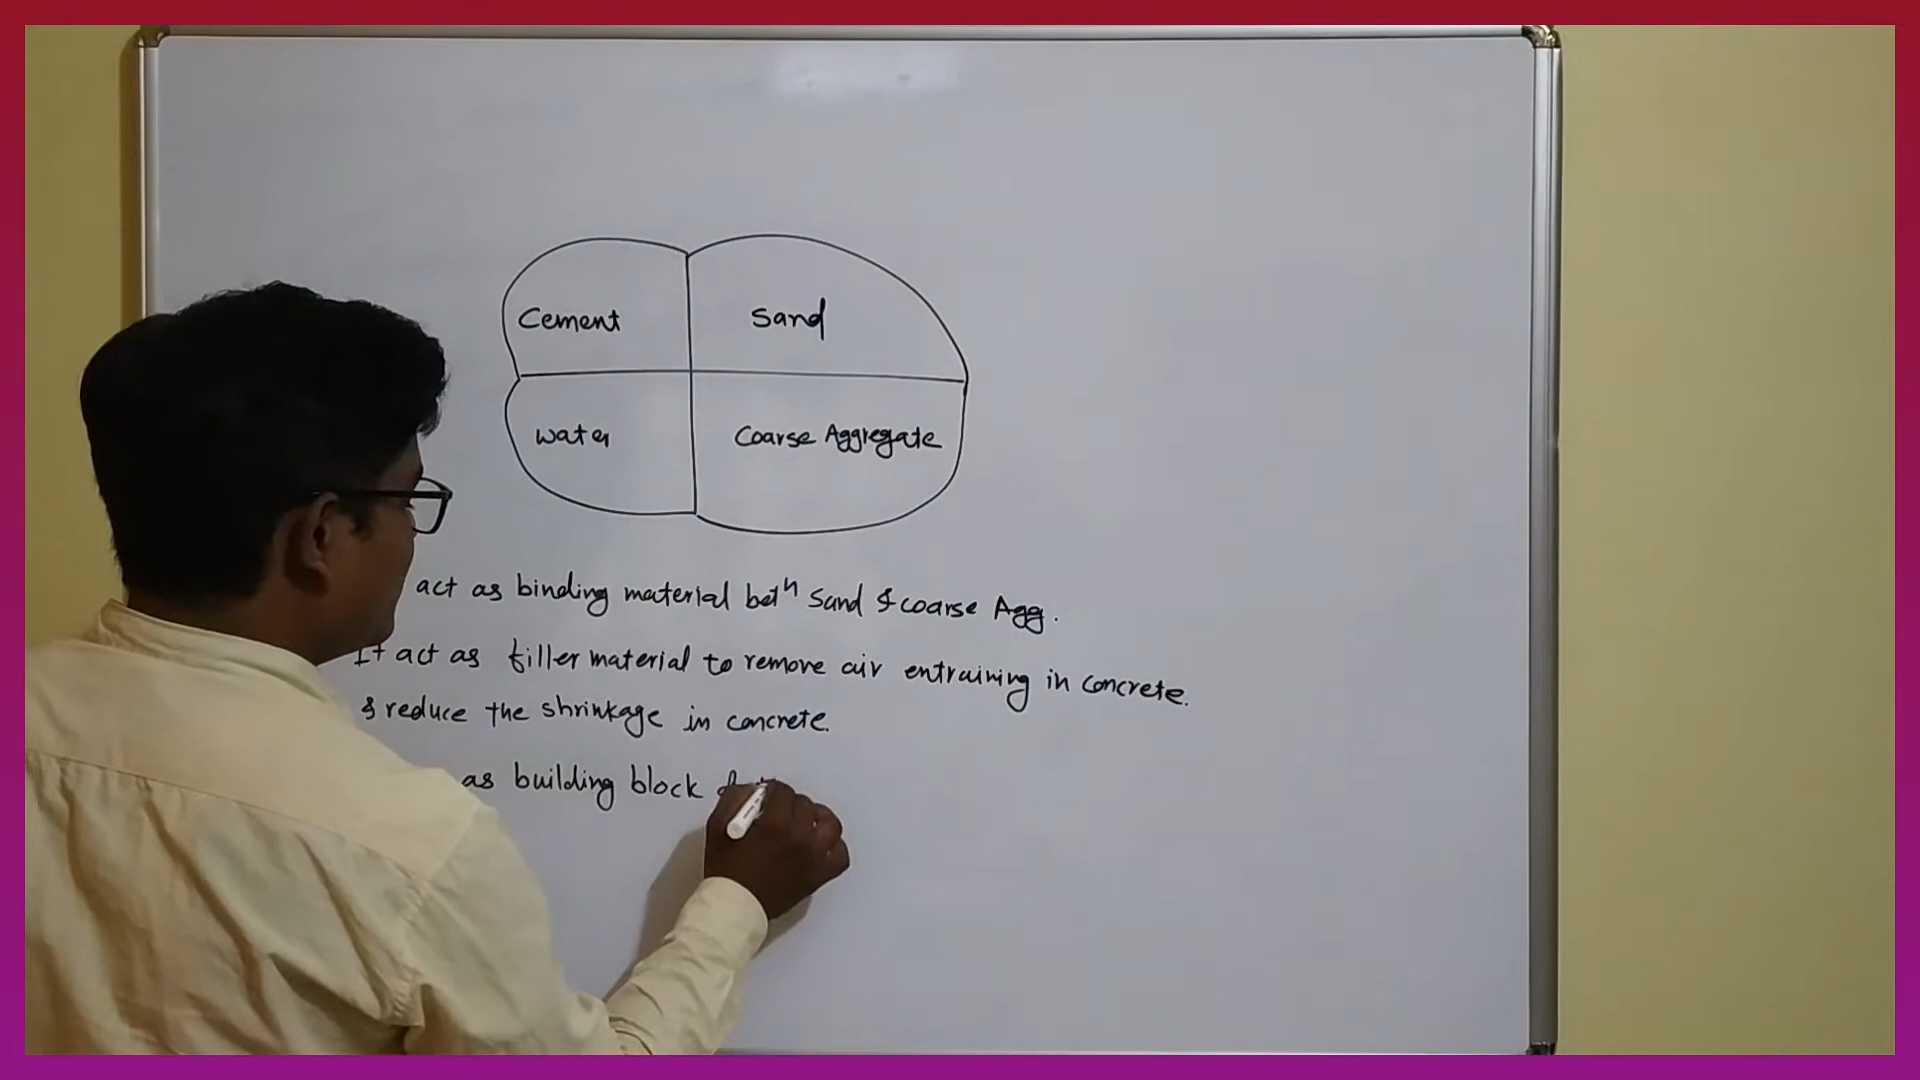 Cement
Sand
water
Coarse Aggregate
act as binding material betⁿ Sand & coarse Agg.
It act as filler material to remove air entraining in concrete.
& reduce the shrinkage in concrete.
as building block